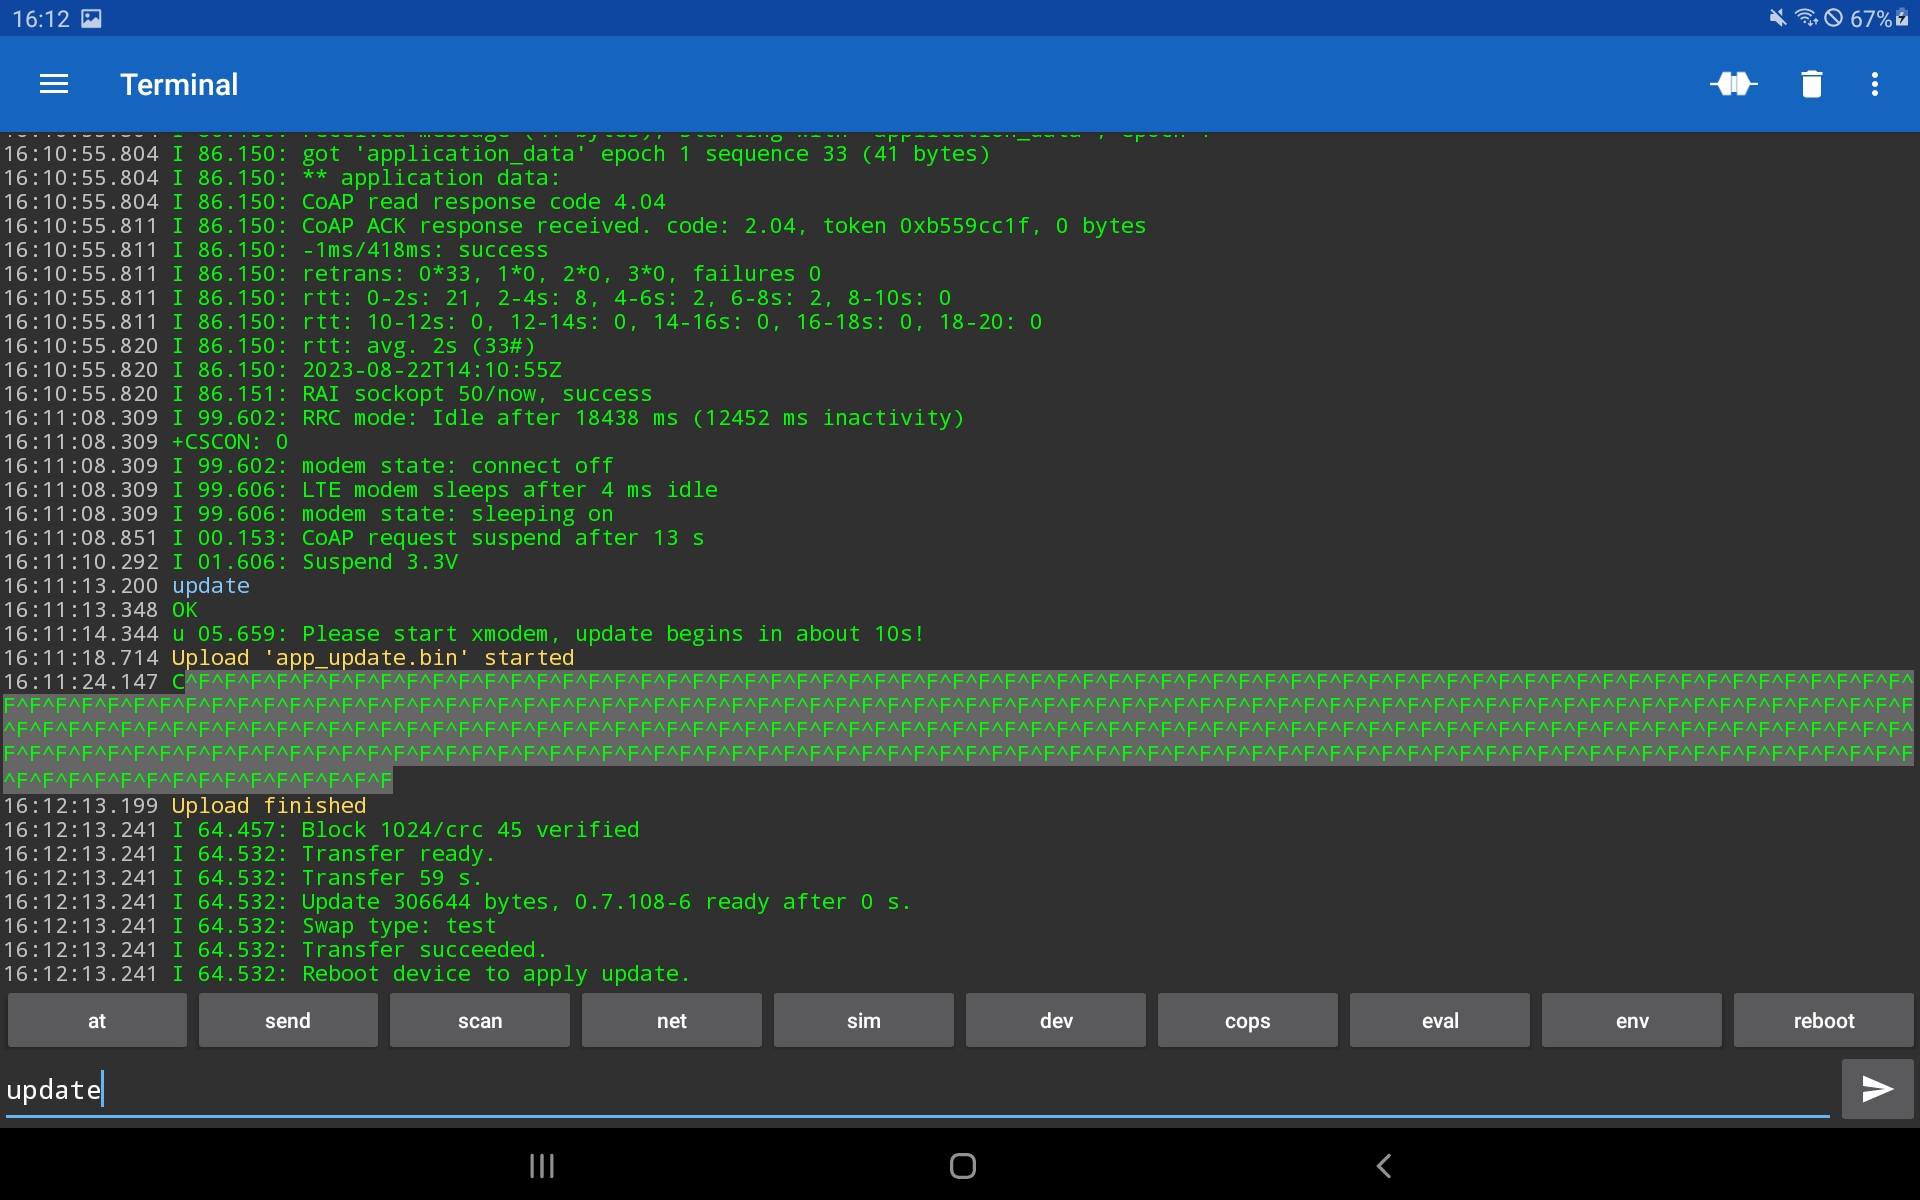 16:12
67%
Terminal
16:10:55.804 I 86.150: got 'application_data' epoch 1 sequence 33 (41 bytes)
16:10:55.804 I 86.150: ** application data:
16:10:55.804 I 86.150: CoAP read response code 4.04
16:10:55.811 I 86.150: CoAP ACK response received. code: 2.04, token 0xb559cc1f, 0 bytes
16:10:55.811 I 86.150: -1ms/418ms: success
16:10:55.811 I 86.150: retrans: 0*33, 1*0, 2*0, 3*0, failures 0
16:10:55.811 I 86.150: rtt: 0-2s: 21, 2-4s: 8, 4-6s: 2, 6-8s: 2, 8-10s: 0
16:10:55.811 I 86.150: rtt: 10-12s: 0, 12-14s: 0, 14-16s: 0, 16-18s: 0, 18-20: 0
16:10:55.820 I 86.150: rtt: avg. 2s (33#)
16:10:55.820 I 86.150: 2023-08-22T14:10:55Z
16:10:55.820 I 86.151: RAI sockopt 50/now, success
16:11:08.309 I 99.602: RRC mode: Idle after 18438 ms (12452 ms inactivity)
16:11:08.309 +CSCON: 0
16:11:08.309 I 99.602: modem state: connect off
16:11:08.309 I 99.606: LTE modem sleeps after 4 ms idle
16:11:08.309 I 99.606: modem state: sleeping on
16:11:08.851 I 00.153: CoAP request suspend after 13 s
16:11:10.292 I 01.606: Suspend 3.3V
16:11:13.200 update
16:11:13.348 OK
16:11:14.344 u 05.659: Please start xmodem, update begins in about 10s!
16:11:18.714 Upload 'app_update.bin' started
16:11:24.147 C^F^F^F^F^F^F^F^F^F^F^F^F^F^F^F^F^F^F^F^F^F^F^F^F^F^F^F^F^F^F^F^F^F^F^F^F^F^F^F^F^F^F^F^F^F^F^F^F^F^F^F^F^F^F^F^F^F^F^F^F^F^F^F^F^F^F^
F^F^F^F^F^F^F^F^F^F^F^F^F^F^F^F^F^F^F^F^F^F^F^F^F^F^F^F^F^F^F^F^F^F^F^F^F^F^F^F^F^F^F^F^F^F^F^F^F^F^F^F^F^F^F^F^F^F^F^F^F^F^F^F^F^F^F^F^F^F^F^F^F^F
^F^F^F^F^F^F^F^F^F^F^F^F^F^F^F^F^F^F^F^F^F^F^F^F^F^F^F^F^F^F^F^F^F^F^F^F^F^F^F^F^F^F^F^F^F^F^F^F^F^F^F^F^F^F^F^F^F^F^F^F^F^F^F^F^F^F^F^F^F^F^F^F^F^
F^F^F^F^F^F^F^F^F^F^F^F^F^F^F^F^F^F^F^F^F^F^F^F^F^F^F^F^F^F^F^F^F^F^F^F^F^F^F^F^F^F^F^F^F^F^F^F^F^F^F^F^F^F^F^F^F^F^F^F^F^F^F^F^F^F^F^F^F^F^F^F^F^F
^F^F^F^F^F^F^F^F^F^F^F^F^F^F^F
16:12:13.199 Upload finished
16:12:13.241 I 64.457: Block 1024/crc 45 verified
16:12:13.241 I 64.532: Transfer ready.
16:12:13.241 I 64.532: Transfer 59 s.
16:12:13.241 I 64.532: Update 306644 bytes, 0.7.108-6 ready after 0 s.
16:12:13.241 I 64.532: Swap type: test
16:12:13.241 I 64.532: Transfer succeeded.
16:12:13.241 I 64.532: Reboot device to apply update.
at send scan net sim dev cops eval env reboot
update